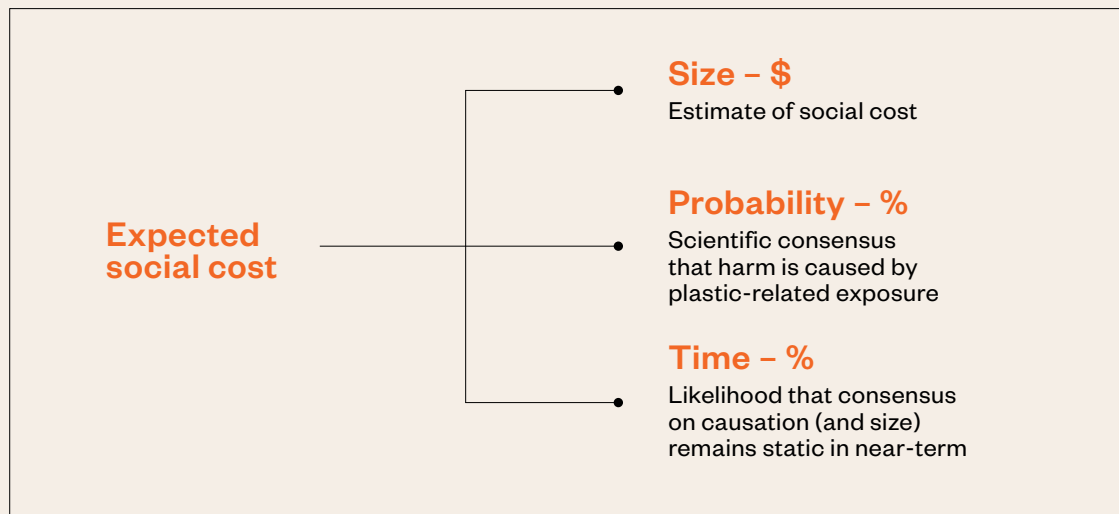 Size – $
Estimate of social cost
Expected
social cost
Probability – %
Scientific consensus
that harm is caused by
plastic-related exposure
Time – %
Likelihood that consensus
on causation (and size)
remains static in near-term